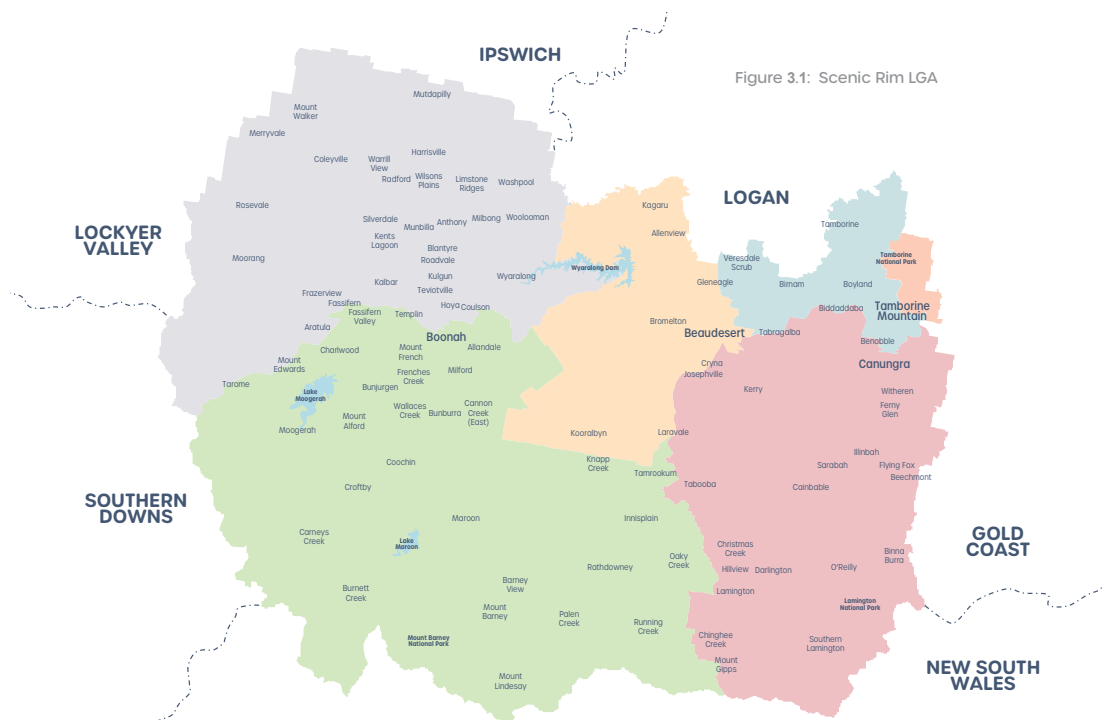 IPSWICH
Figure 3.1: Scenic Rim LGA
Mutdapilly
Mount
Walker
Merryvale
Coleyville
Warrill
View
Harrisville
Radford
Wilsons
Plains
Limstone
Ridges
Washpool
LOGAN
Kagaru
Rosevale
Silverdale
Munbilla
Anthony
Milbong
Woolooman
Tamborine
Allenview
LOCKYER
VALLEY
Kents
Lagoon
Blantyre
Roadvale
Moorang
Veresdale
Scrub
Tamborine
National Park
Wyaralong Dam
Kalbar
Kulgun
Teviotville
Wyaralong
Gleneagle
Birnam
Boyland
Frazerview
Fassifern
Fassifern
Valley
Templin
Hoya
Coulson
Biddaddaba
Tamborine
Mountain
Aratula
Boonah
Bromelton
Beaudesert
Tabragalba
Benobble
Charlwood
Mount
French
Allandale
Mount
Edwards
Frenches
Creek
Milford
Cryna
Josephville
Canungra
Tarome
Lake
Moogerah
Bunjurgen
Kerry
Witheren
Ferny
Glen
Moogerah
Mount
Alford
Wallaces
Creek
Bunburra
Cannon
Creek
(East)
Kooralbyn
Laravale
Coochin
Knapp
Creek
Tamrookum
Illinbah
Sarabah
Flying Fox
Beechmont
Croftby
Tabooba
Cainbable
SOUTHERN
DOWNS
Maroon
Innisplain
Carneys
Creek
Lake
Maroon
Christmas
Creek
GOLD
COAST
Binna
Burra
Rathdowney
Oaky
Creek
Hillview
Darlington
O'Reilly
Burnett
Creek
Barney
View
Lamington
Lamington
National Park
Mount
Barney
Palen
Creek
Running
Creek
Mount Barney
National Park
Chinghee
Creek
Southern
Lamington
Mount
Gipps
Mount
Lindesay
NEW SOUTH
WALES